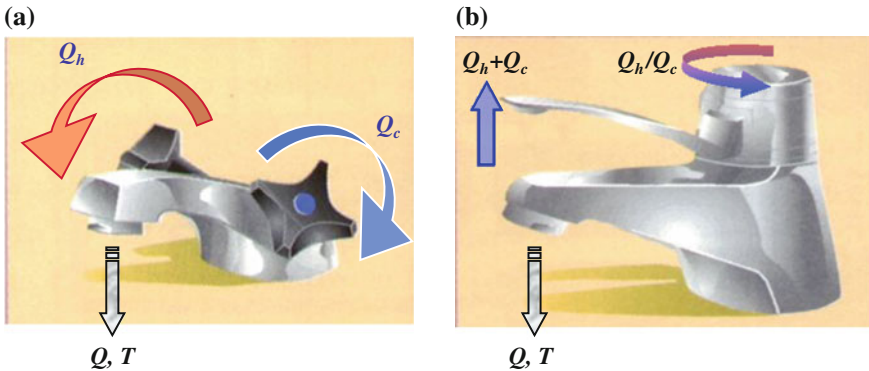 (a)
(b)
Q_h
Q_c
Q_h+Q_c
Q_h/Q_c
Q, T
Q, T